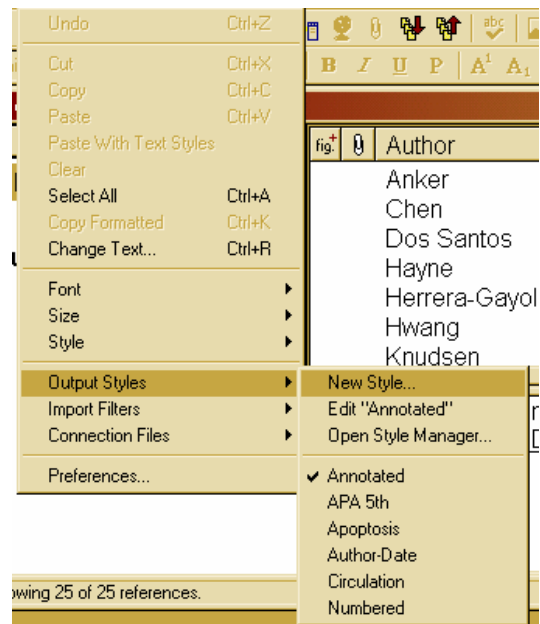 Undo Ctrl+Z
Cut Ctrl+X
Copy Ctrl+C
Paste Ctrl+V
Paste With Text Styles
Clear
Select All Ctrl+A
Copy Formatted Ctrl+K
Change Text... Ctrl+R
Font
Size
Style
Output Styles
Import Filters
Connection Files
Preferences...
abc
B I U P A1 A1
fig.+ Author
Anker
Chen
Dos Santos
Hayne
Herrera-Gayol
Hwang
Knudsen
New Style...
Edit "Annotated"
Open Style Manager...
Annotated
APA 5th
Apoptosis
Author-Date
Circulation
Numbered
owing 25 of 25 references.